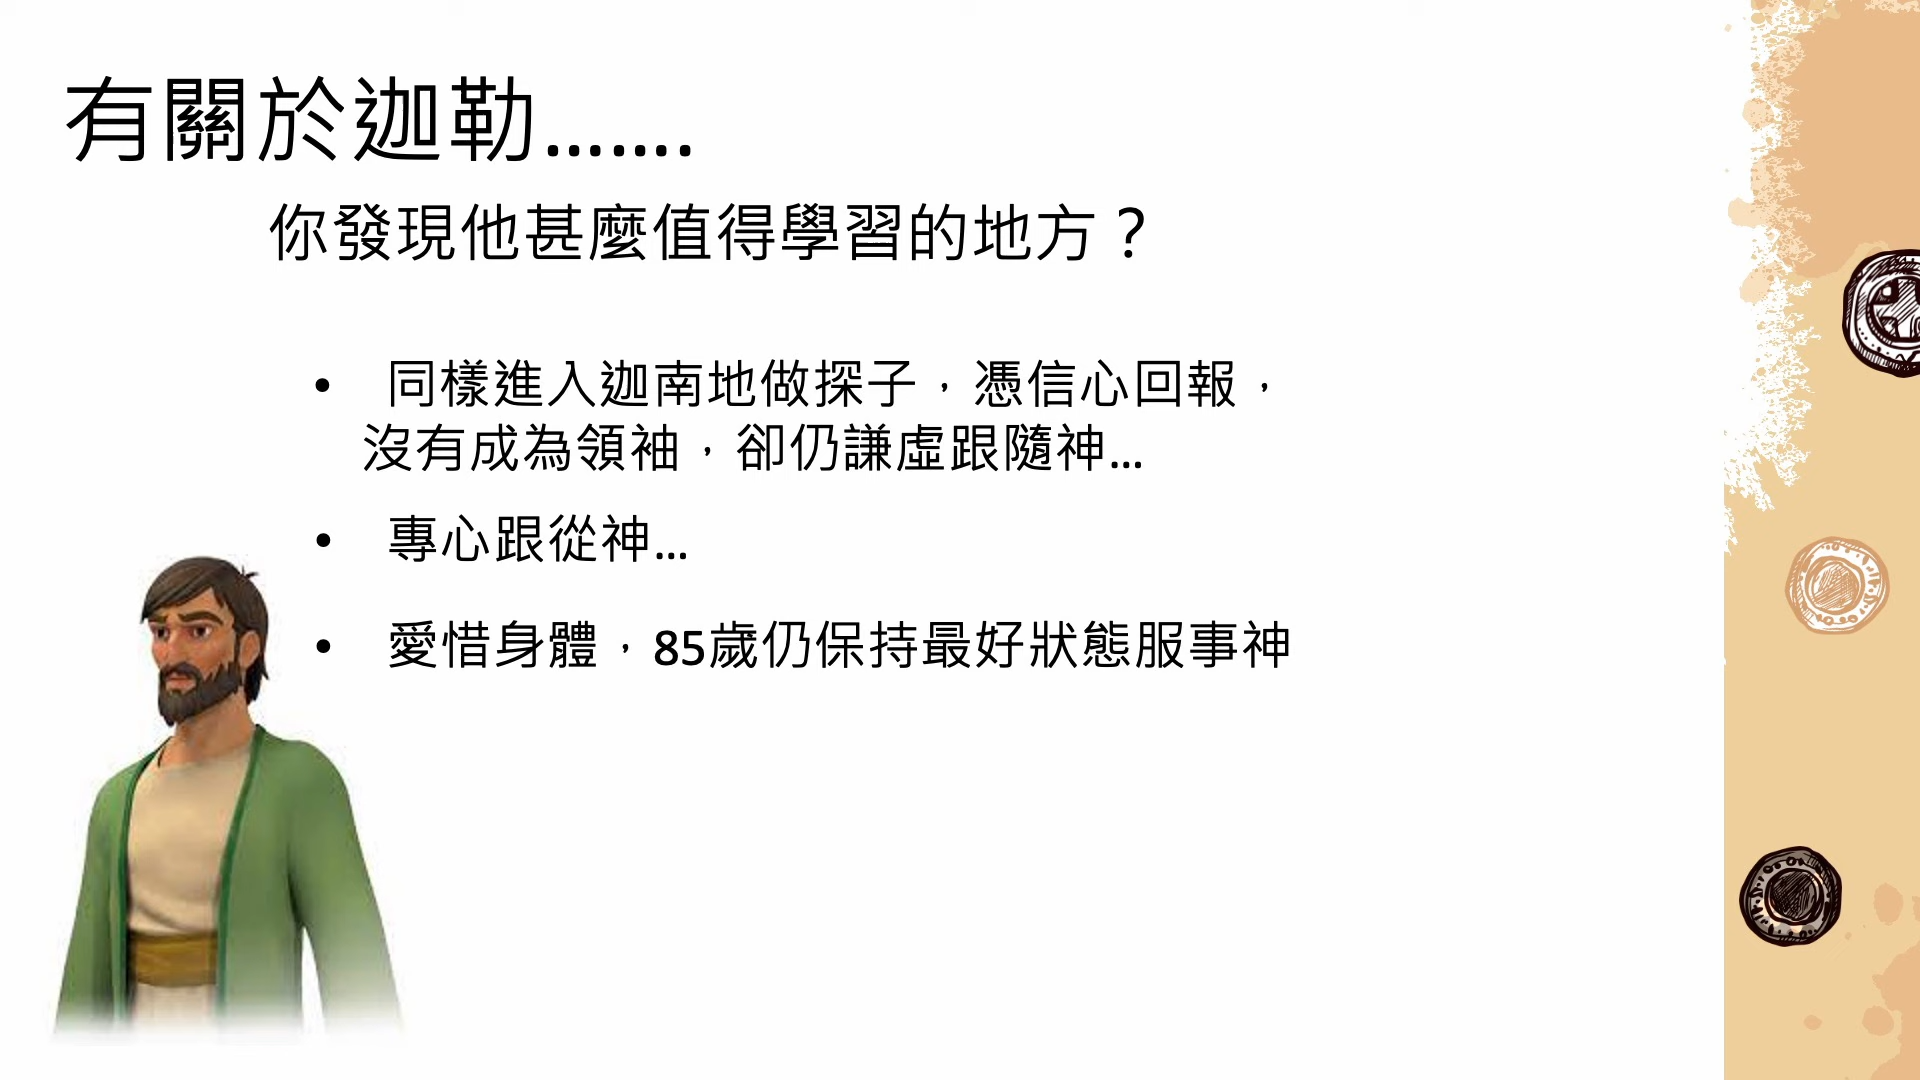 有關於迦勒…….
你發現他甚麼值得學習的地方？
• 同樣進入迦南地做探子，憑信心回報，
沒有成為領袖，卻仍謙虛跟隨神…
• 專心跟從神…
• 愛惜身體，85歲仍保持最好狀態服事神